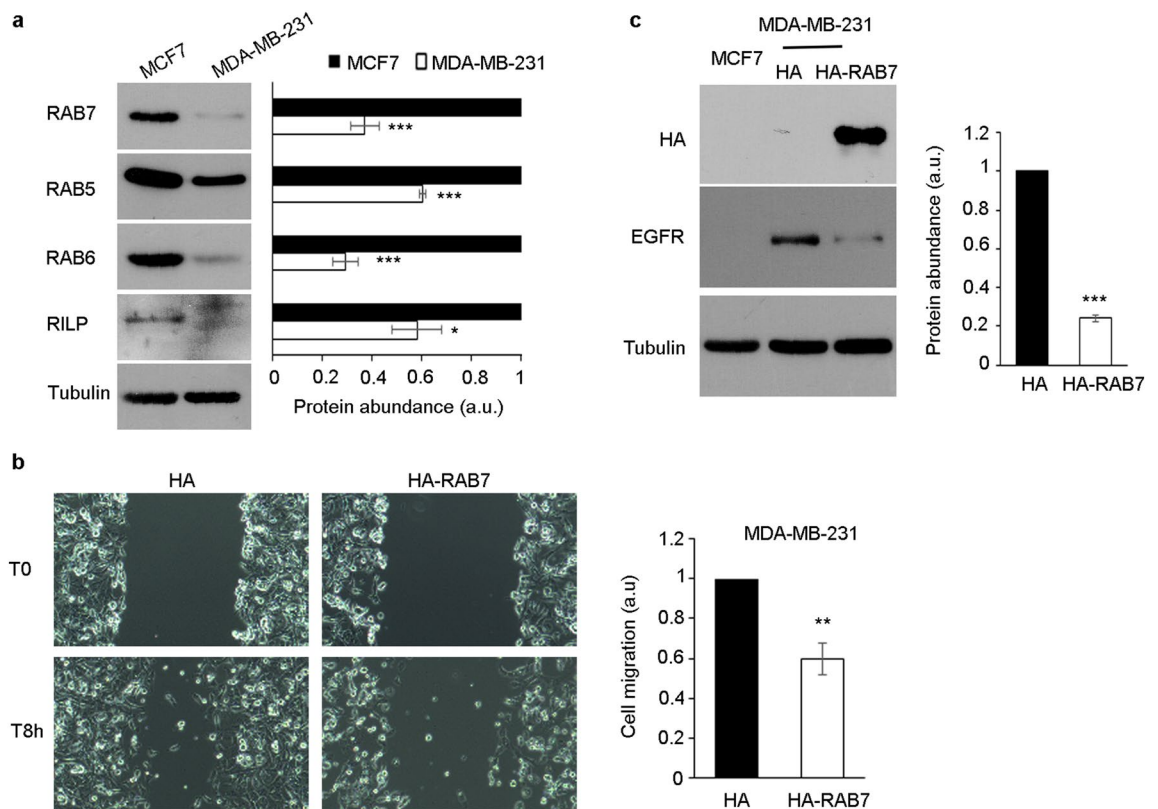 a
MCF7
MDA-MB-231
MCF7 MDA-MB-231
RAB7
***
RAB5
***
RAB6
***
RILP
*
Tubulin
0 0.2 0.4 0.6 0.8 1
Protein abundance (a.u.)
c
MDA-MB-231
MCF7
HA HA-RAB7
HA
EGFR
Tubulin
Protein abundance (a.u.)
1.2
1
0.6
0.8
0.4
0.2
0
***
HA HA-RAB7
b
HA HA-RAB7
T0
T8h
MDA-MB-231
Cell migration (a.u)
1.2
1
0.8
0.6
0.4
0.2
0
**
HA HA-RAB7